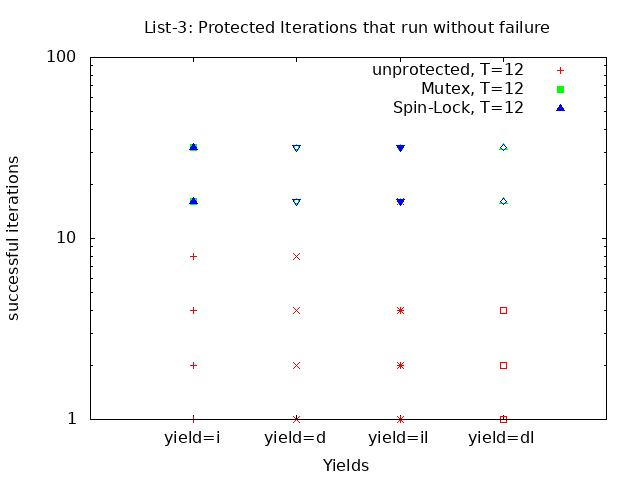 List-3: Protected Iterations that run without failure
100
unprotected, T=12
Mutex, T=12
Spin-Lock, T=12
successful iterations
10
1
yield=i
yield=d
yield=il
yield=dl
Yields